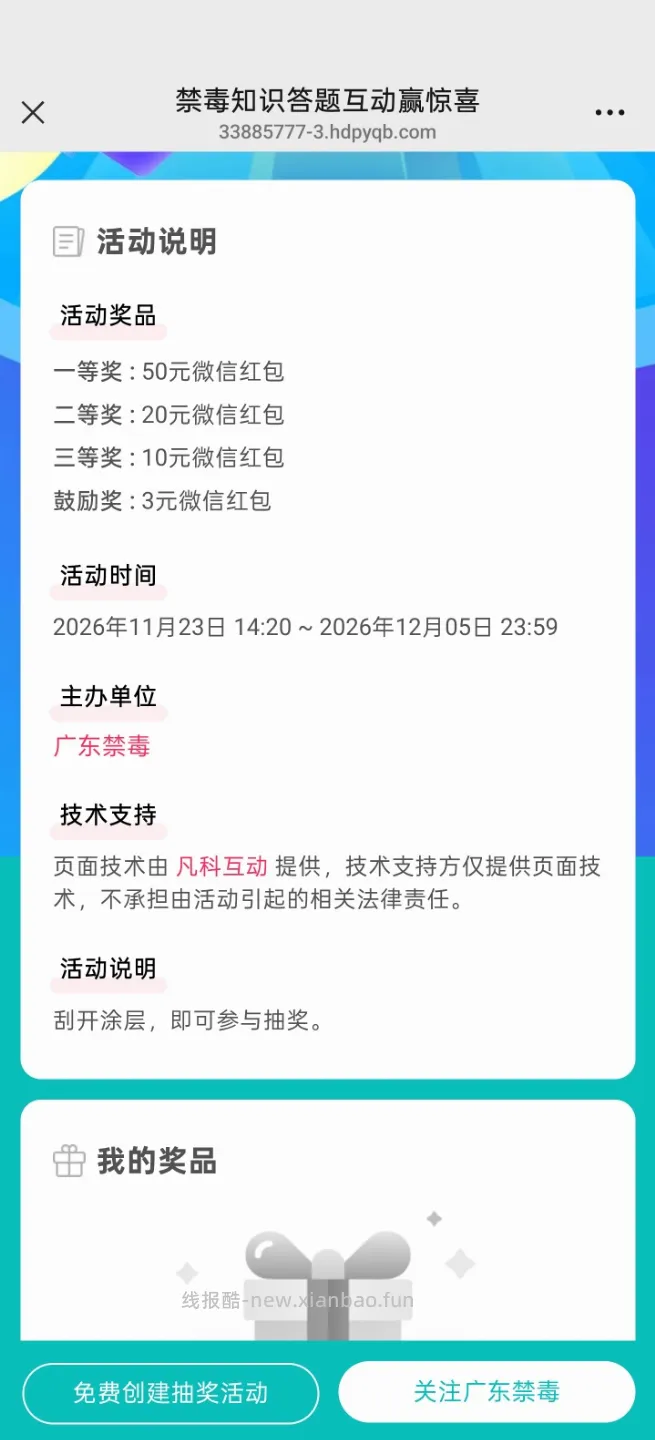 禁毒知识答题互动赢惊喜
33885777-3.hdpyqb.com
活动说明
活动奖品
一等奖：50元微信红包
二等奖：20元微信红包
三等奖：10元微信红包
鼓励奖：3元微信红包
活动时间
2026年11月23日 14:20 ~ 2026年12月05日 23:59
主办单位
广东禁毒
技术支持
页面技术由 凡科互动 提供，技术支持方仅提供页面技
术，不承担由活动引起的相关法律责任。
活动说明
刮开涂层，即可参与抽奖。
我的奖品
线报酷-new.xianbao.fun
免费创建抽奖活动
关注广东禁毒